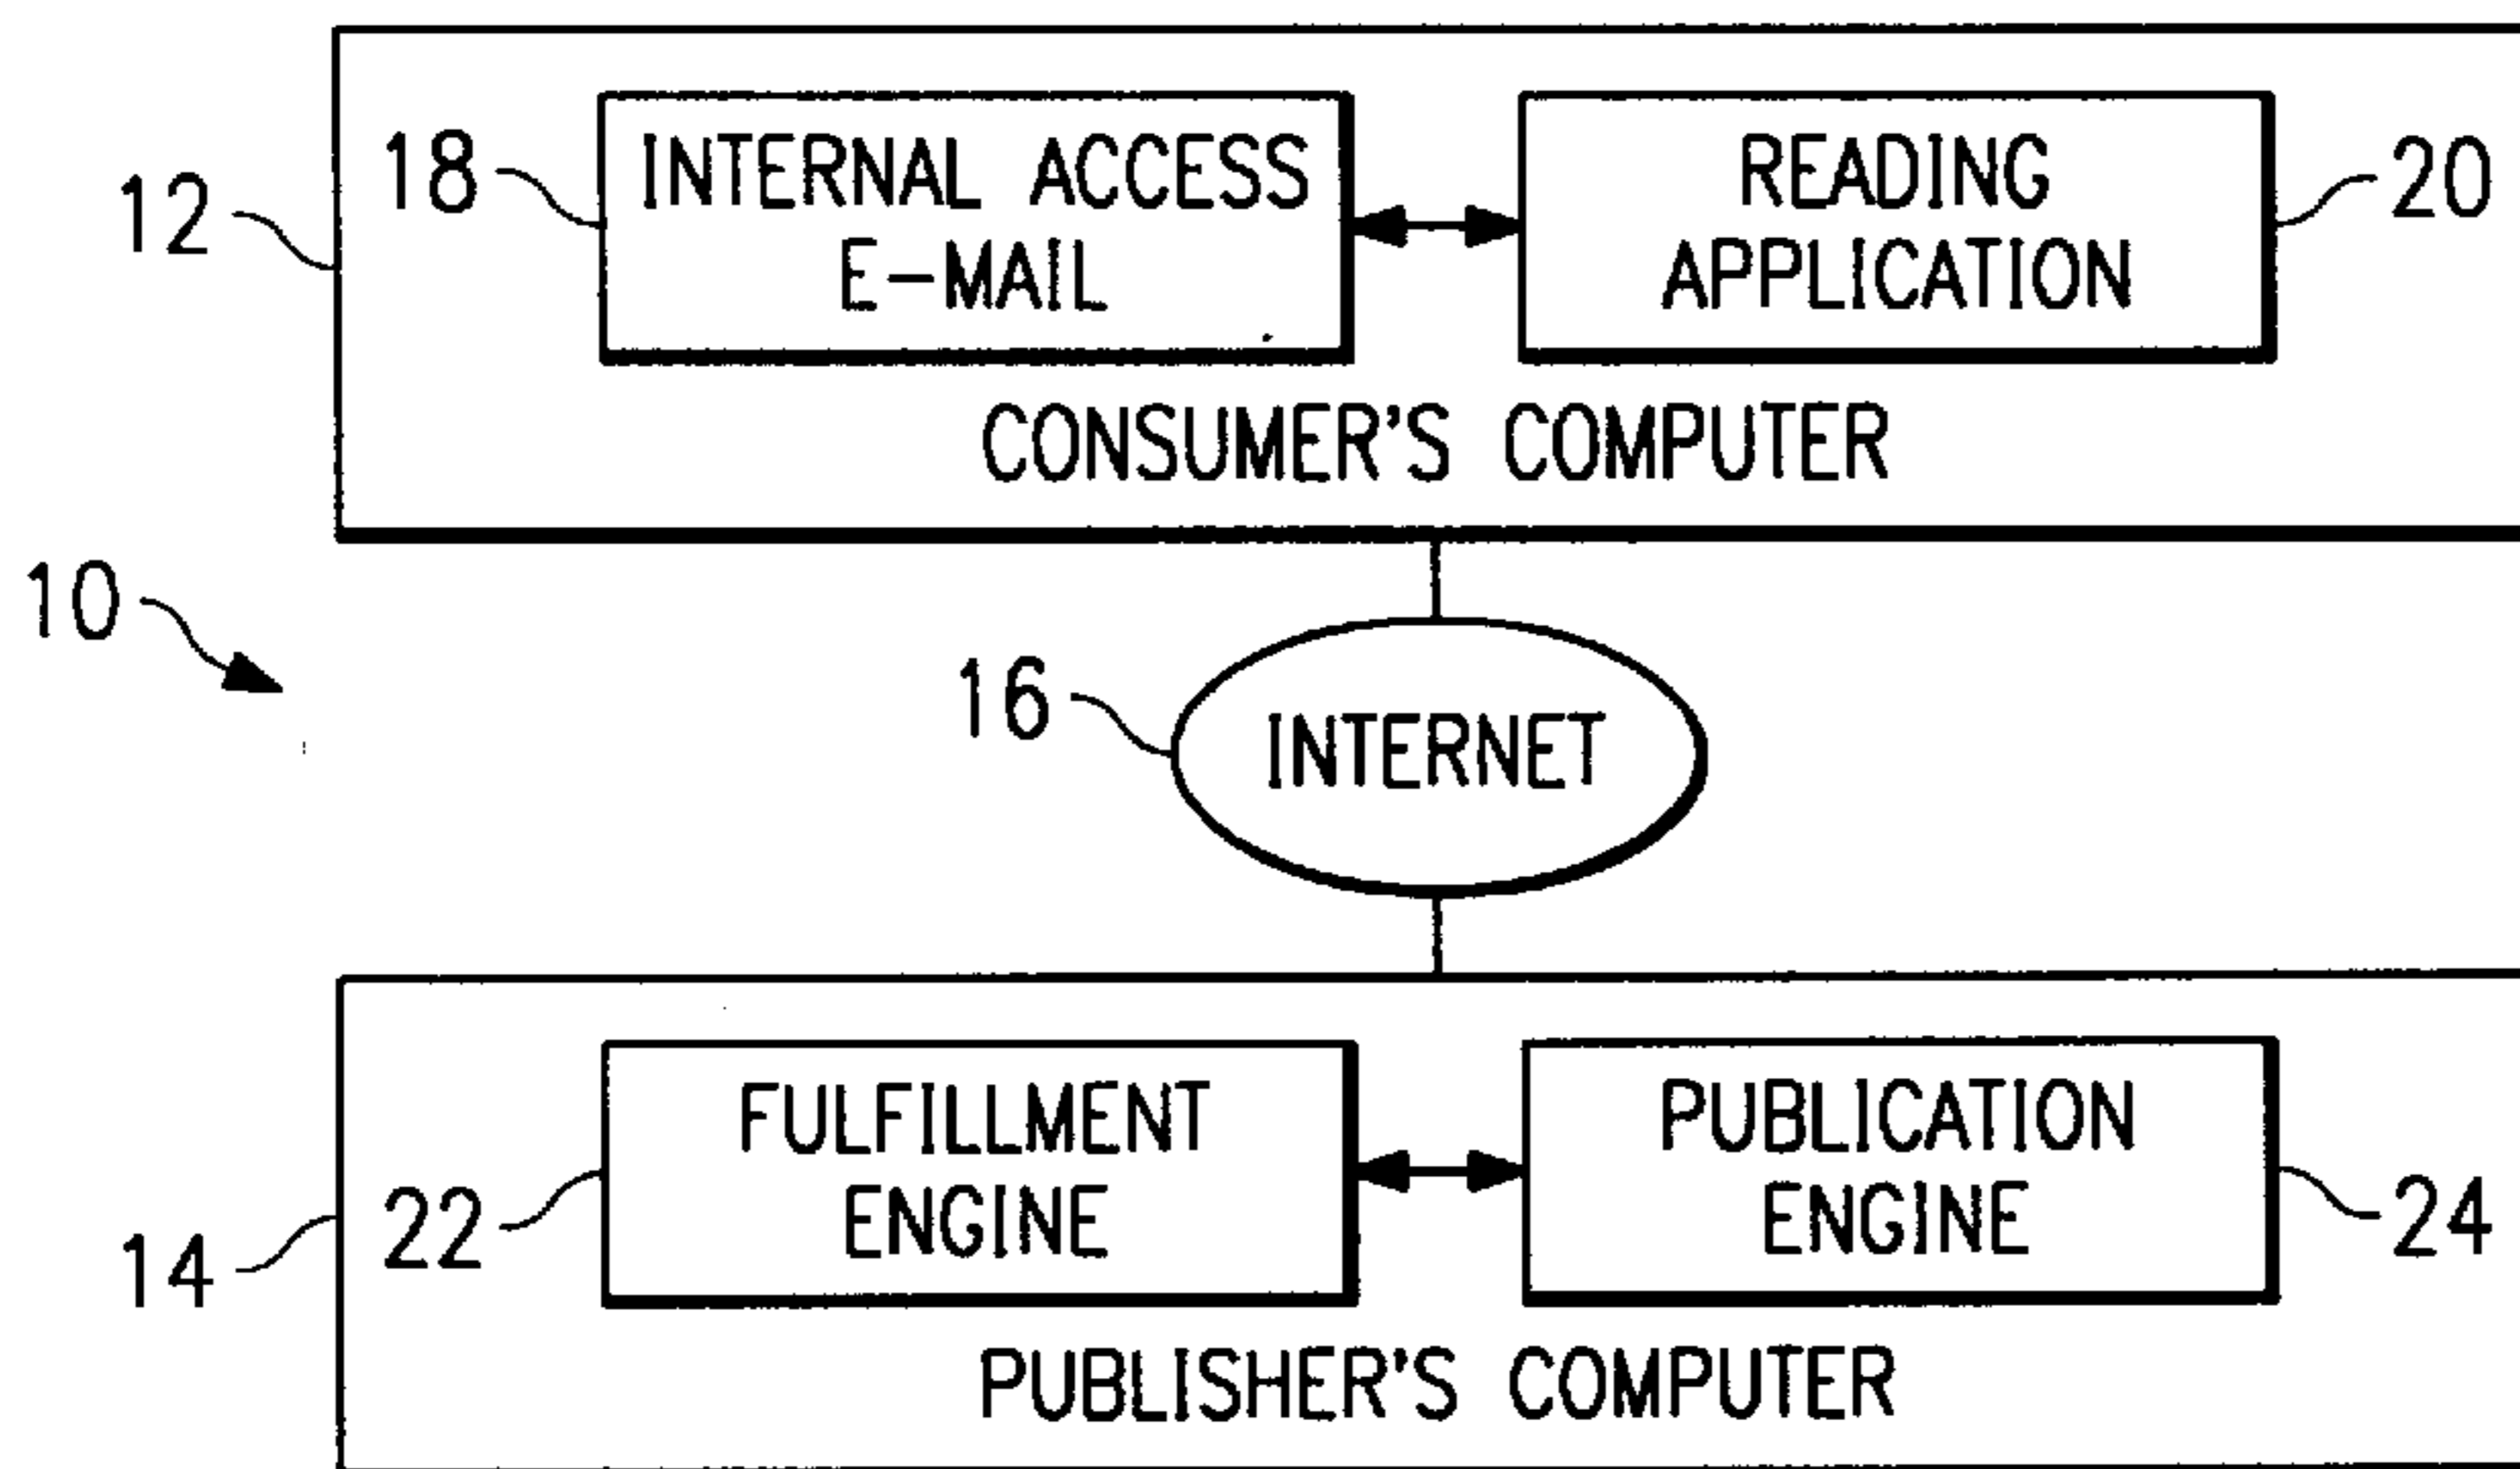 12
18
INTERNAL ACCESS
E-MAIL
READING
APPLICATION
20
CONSUMER'S COMPUTER
10
16
INTERNET
14
22
FULFILLMENT
ENGINE
PUBLICATION
ENGINE
24
PUBLISHER'S COMPUTER